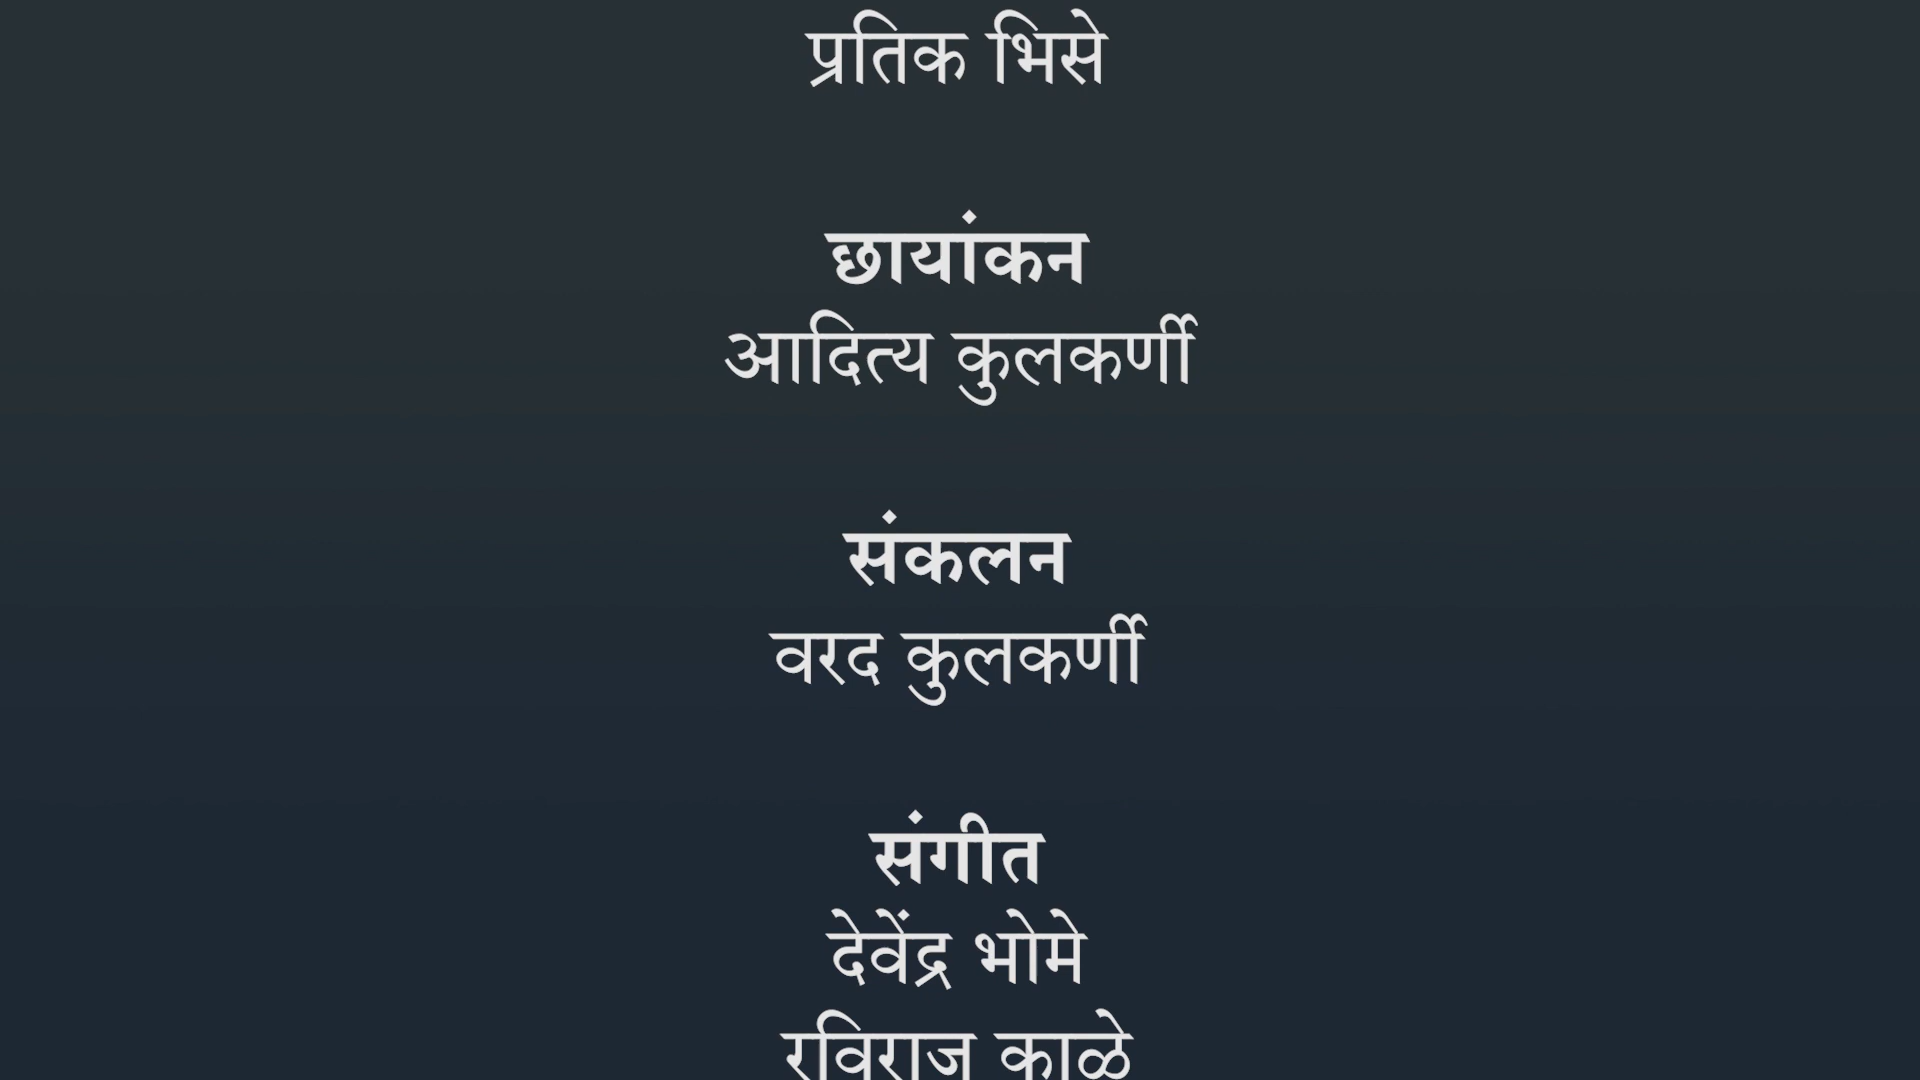 प्रतिक भिसे
छायांकन
आदित्य कुलकर्णी
संकलन
वरद कुलकर्णी
संगीत
देवेंद्र भोमे
रविराज काळे